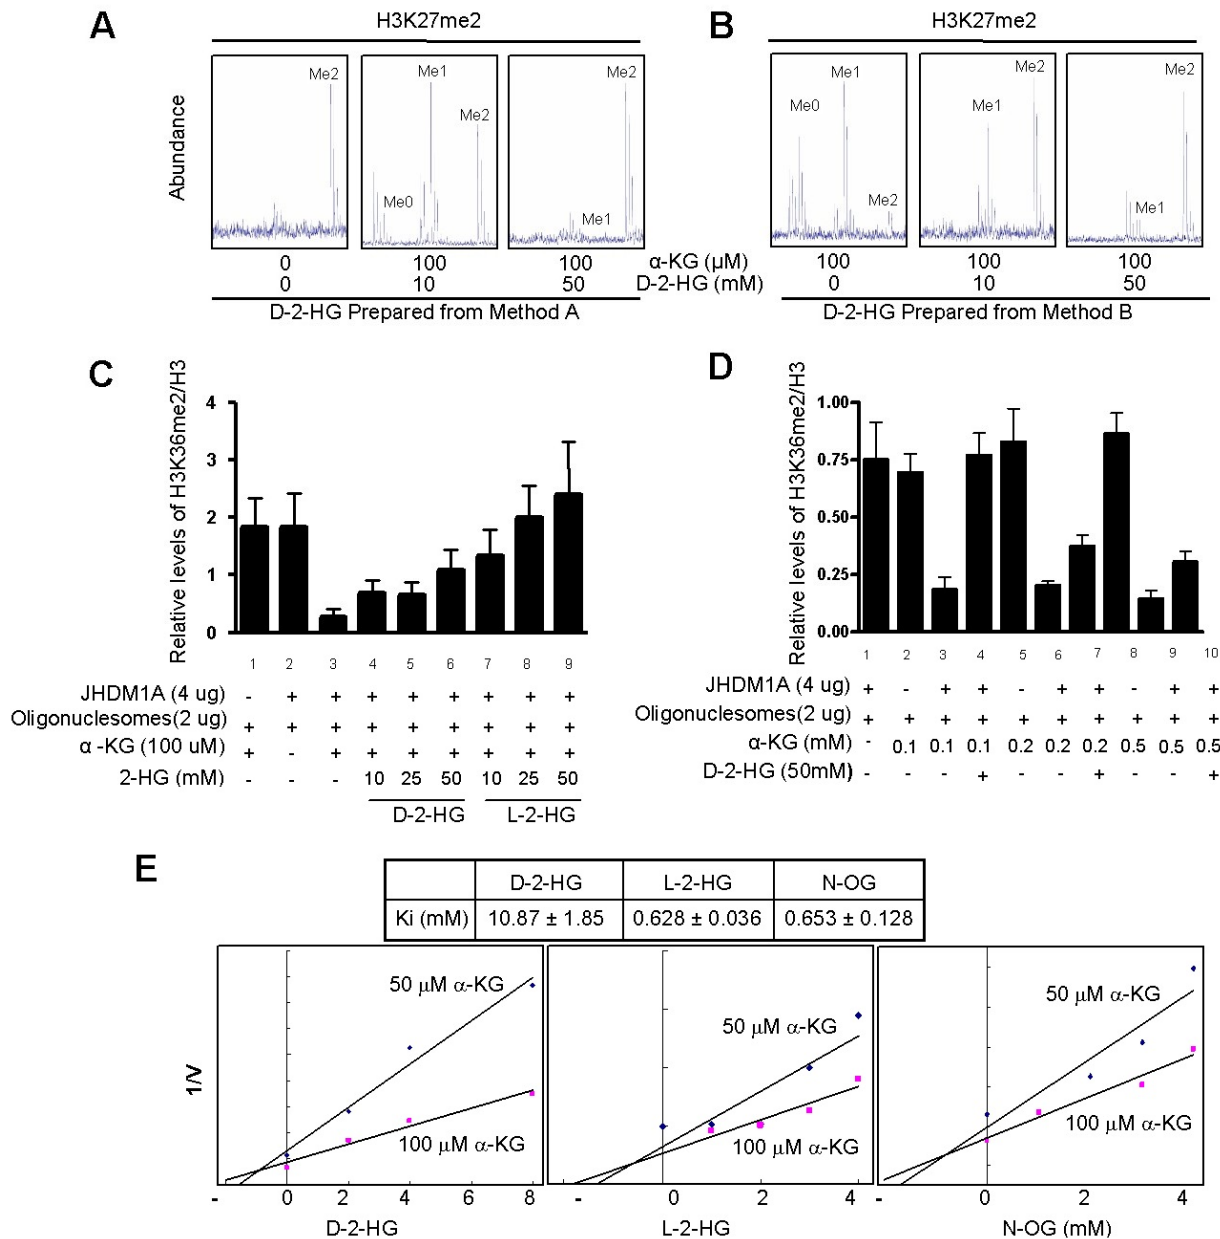 A
H3K27me2
Abundance
Me2
Me1
Me2
Me0
Me2
Me1
0 100 100 α-KG (μM)
0 10 50 D-2-HG (mM)
D-2-HG Prepared from Method A
B
H3K27me2
Me1
Me0
Me2
Me2
Me1
Me2
Me1
100 100 100
0 10 50
D-2-HG Prepared from Method B
C
Relative levels of H3K36me2/H3
4
3
2
1
0
1 2 3 4 5 6 7 8 9
JHDM1A (4 ug) - + + + + + + + +
Oligonuclesomes(2 ug) + + + + + + + + +
α -KG (100 uM) + - + + + + + + +
2-HG (mM) - - - 10 25 50 10 25 50
D-2-HG L-2-HG
D
Relative levels of H3K36me2/H3
1.00
0.75
0.50
0.25
0.00
1 2 3 4 5 6 7 8 9 10
JHDM1A (4 ug) + - + + - + + - + +
Oligonuclesomes(2 ug) + + + + + + + + + +
α-KG (mM) - 0.1 0.1 0.1 0.2 0.2 0.2 0.5 0.5 0.5
D-2-HG (50mM) - - - + - - + - - +
E
D-2-HG L-2-HG N-OG
Ki (mM) 10.87 ± 1.85 0.628 ± 0.036 0.653 ± 0.128
1/V
50 μM α-KG
100 μM α-KG
- 0 2 4 6 8
D-2-HG
50 μM α-KG
100 μM α-KG
- 0 2 4
L-2-HG
50 μM α-KG
100 μM α-KG
- 0 2 4
N-OG (mM)